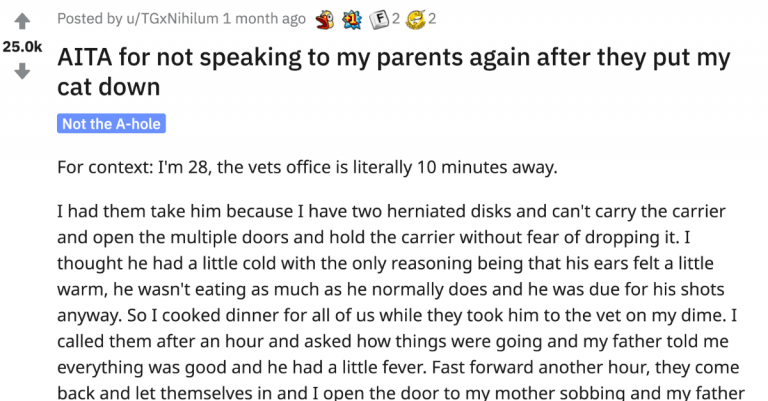 Posted by u/TGxNihilum 1 month ago F 2 2
25.0k
AITA for not speaking to my parents again after they put my
cat down
Not the A-hole
For context: I'm 28, the vets office is literally 10 minutes away.
I had them take him because I have two herniated disks and can't carry the carrier
and open the multiple doors and hold the carrier without fear of dropping it. I
thought he had a little cold with the only reasoning being that his ears felt a little
warm, he wasn't eating as much as he normally does and he was due for his shots
anyway. So I cooked dinner for all of us while they took him to the vet on my dime. I
called them after an hour and asked how things were going and my father told me
everything was good and he had a little fever. Fast forward another hour, they come
back and let themselves in and I open the door to my mother sobbing and my father